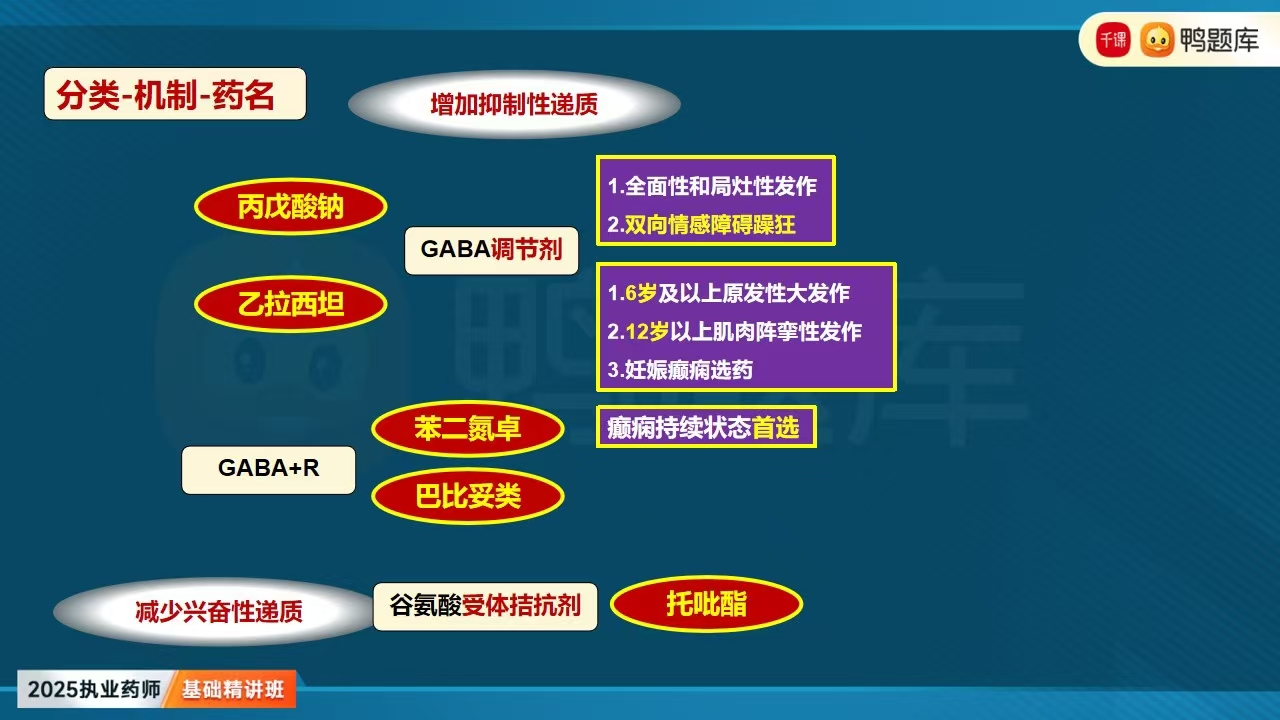 千课 鸭题库
分类-机制-药名
增加抑制性递质
丙戊酸钠
GABA调节剂
1.全面性和局灶性发作
2.双向情感障碍躁狂
乙拉西坦
1.6岁及以上原发性大发作
2.12岁以上肌肉阵挛性发作
3.妊娠癫痫选药
鸭题库
GABA+R
苯二氮卓
癫痫持续状态首选
巴比妥类
减少兴奋性递质
谷氨酸受体拮抗剂
托吡酯
2025执业药师 基础精讲班